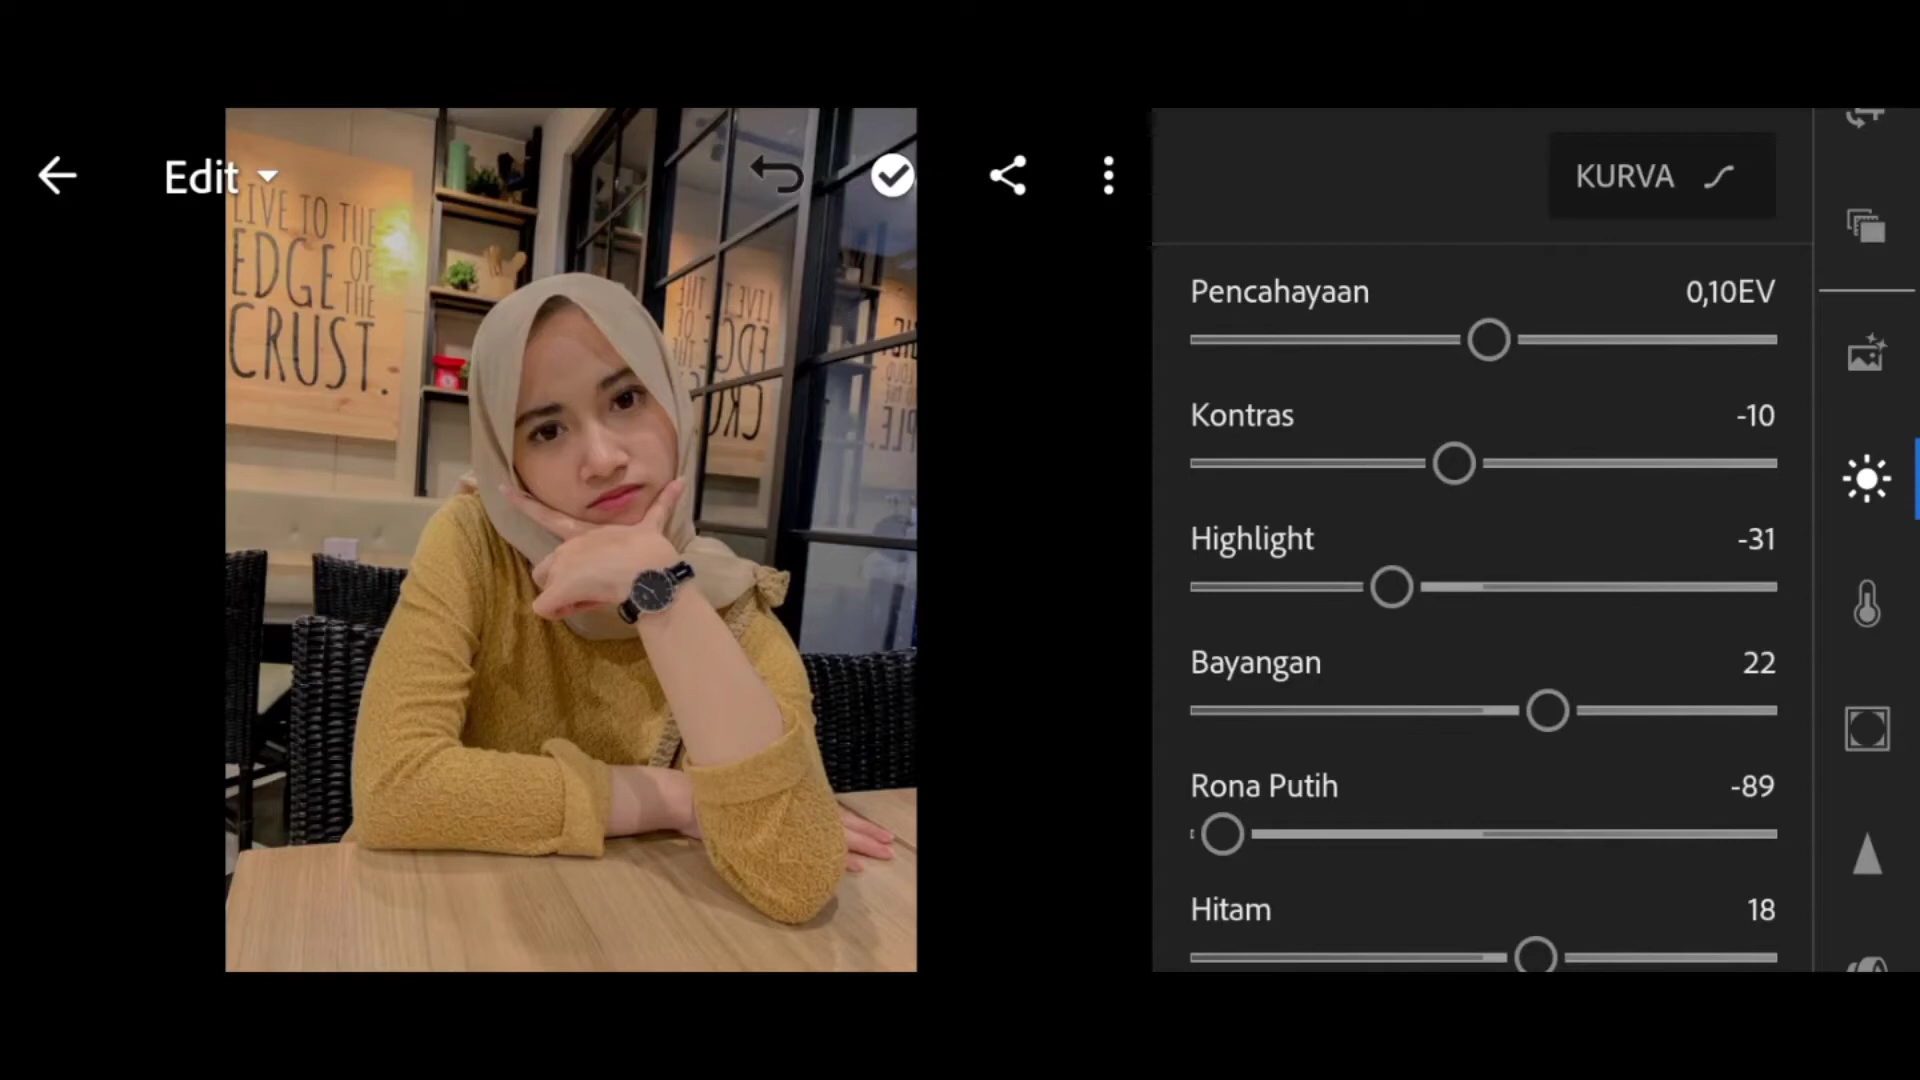 Edit
KURVA
LIVE TO THE
EDGE OF
THE
CRUST.
Pencahayaan 0,10EV
Kontras -10
Highlight -31
Bayangan 22
Rona Putih -89
Hitam 18